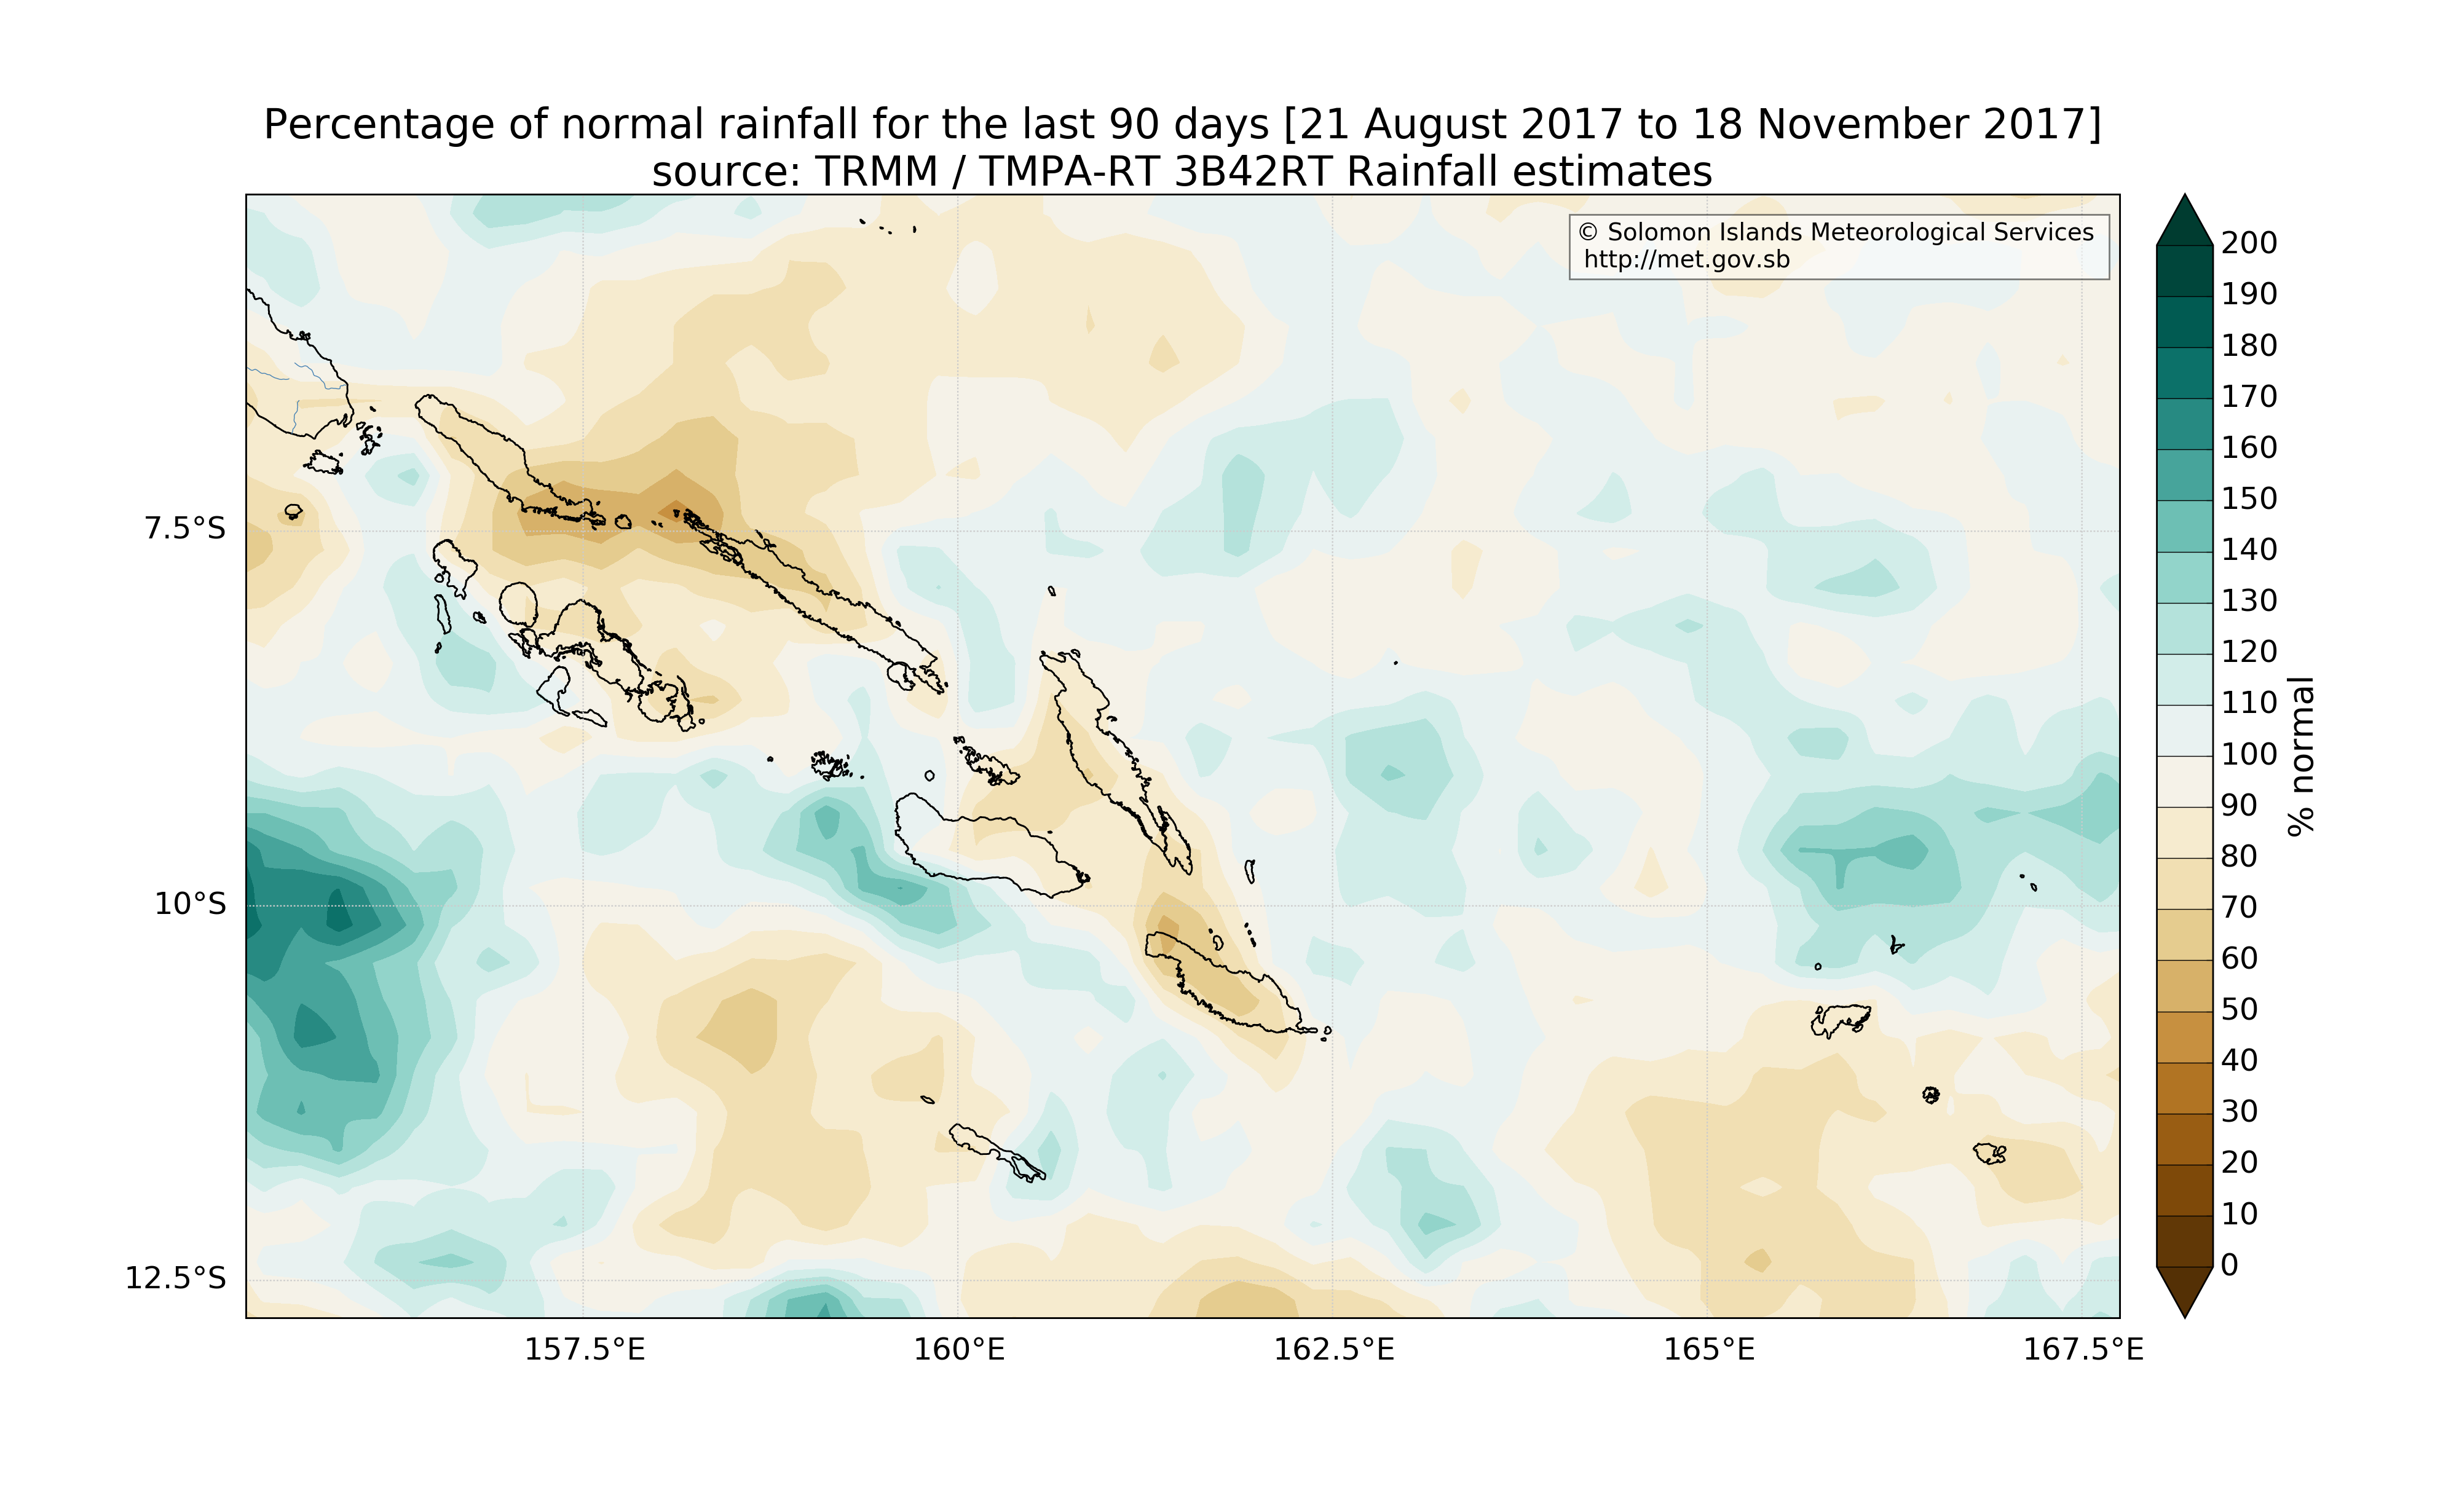 Percentage of normal rainfall for the last 90 days [21 August 2017 to 18 November 2017]
source: TRMM / TMPA-RT 3B42RT Rainfall estimates
© Solomon Islands Meteorological Services
http://met.gov.sb
7.5°S
10°S
12.5°S
157.5°E
160°E
162.5°E
165°E
167.5°E
200
190
180
170
160
150
140
130
120
110
100
90
80
70
60
50
40
30
20
10
0
% normal